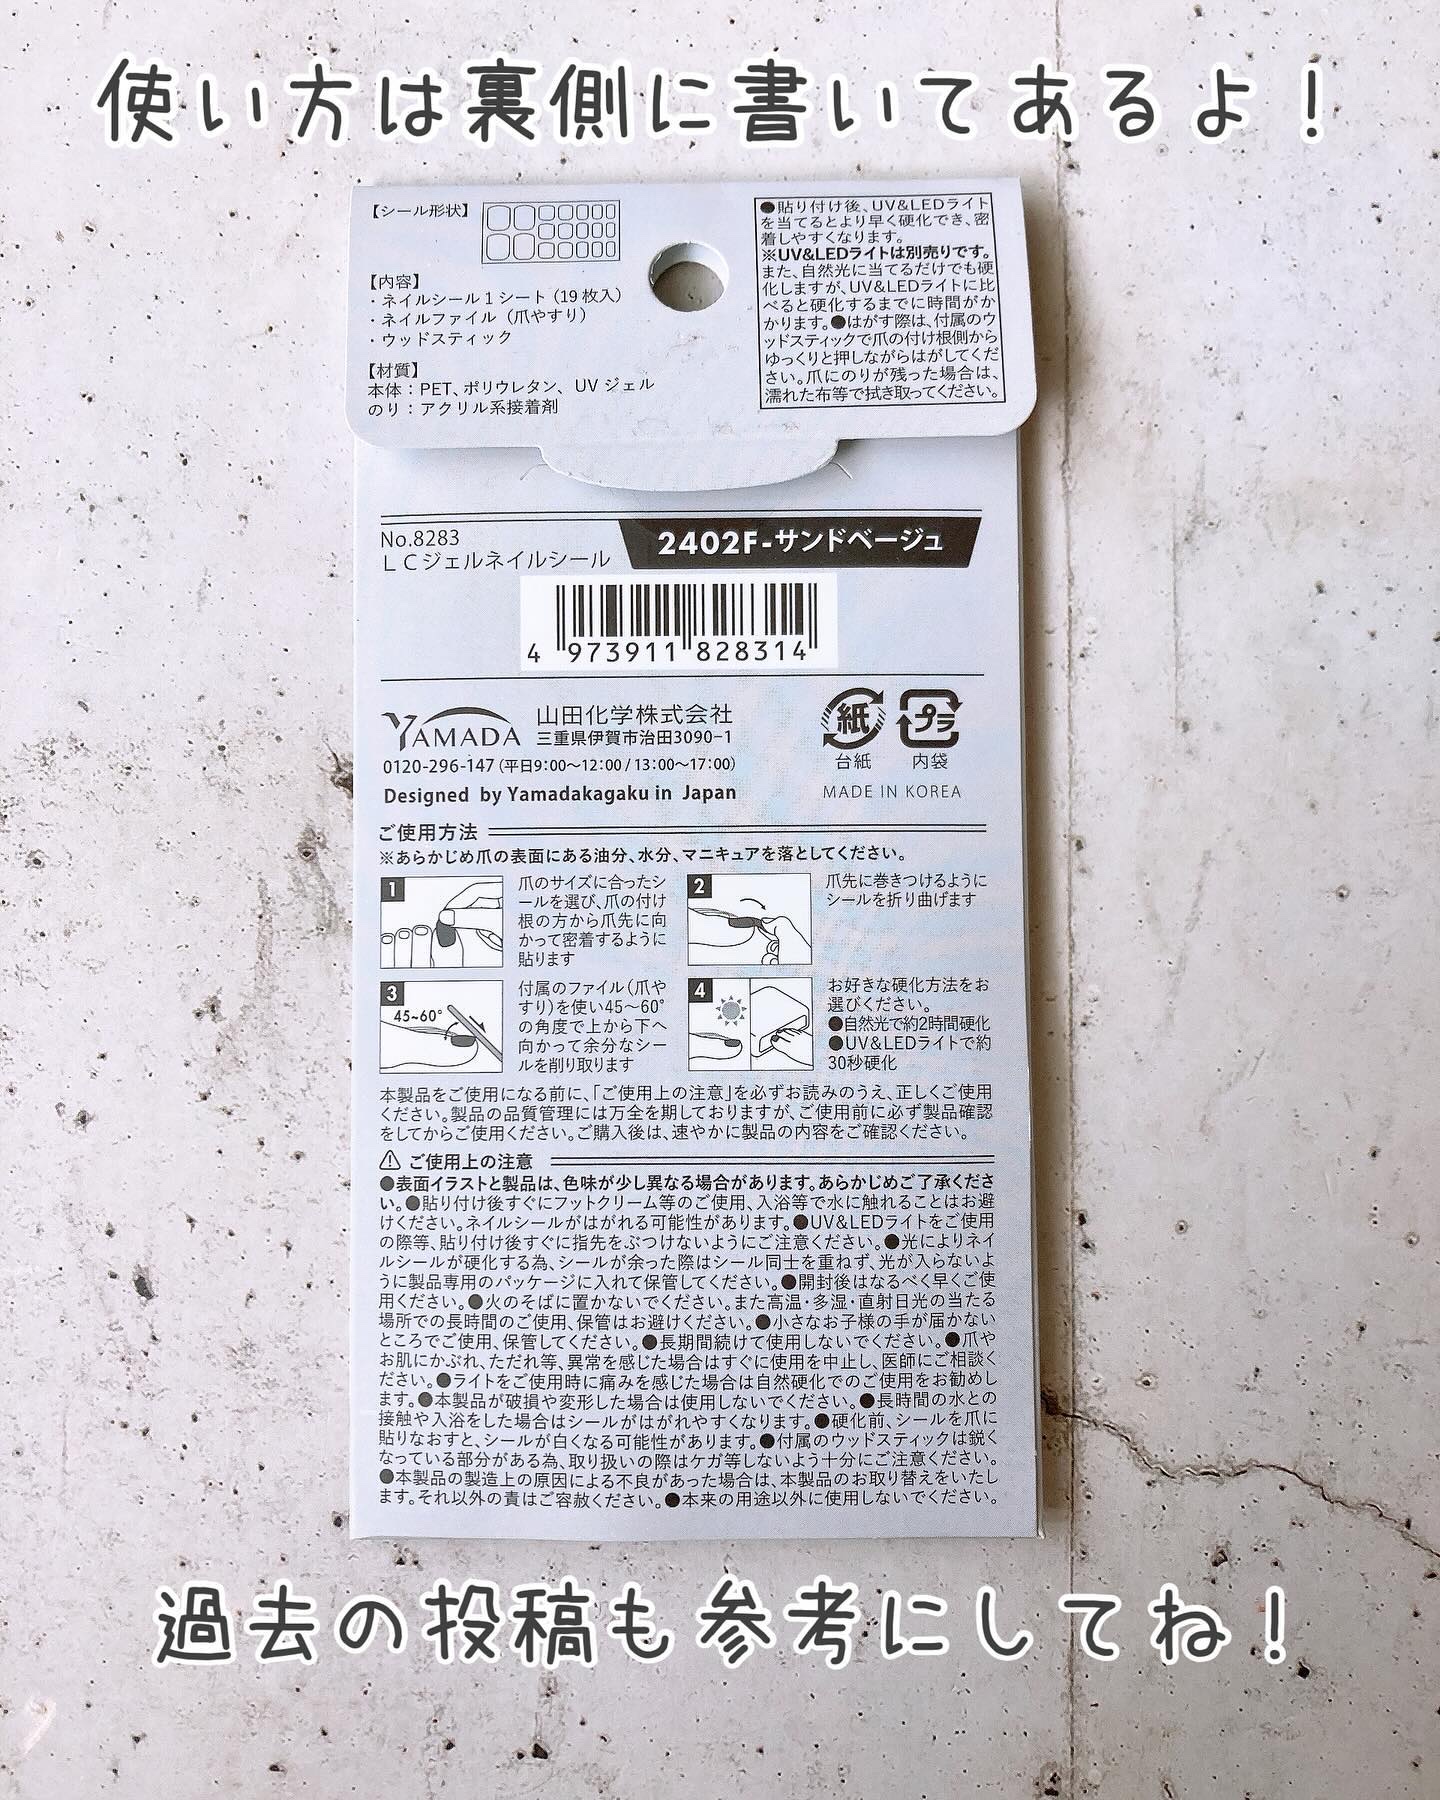 使い方は裏側に書いてあるよ！
【シール形状】
【内容】
・ネイルシール1シート（19枚入）
・ネイルファイル（爪やすり）
・ウッドスティック
【材質】
本体：PET、ポリウレタン、UVジェル
のり：アクリル系接着剤
●貼り付け後、UV&LEDライト
を当てるとより早く硬化でき、密
着しやすくなります。
※UV&LEDライトは別売りです。
また、自然光に当てるだけでも硬
化しますが、UV&LEDライトに比
べると硬化するまでに時間がか
かります。●はがす際は、付属のウ
ッドスティックで爪の付け根側から
ゆっくりと押しながらはがしてくだ
さい。爪にのりが残った場合は、
濡れた布等で拭き取ってください。
No.8283
LCジェルネイルシール
2402F-サンドベージュ
4 973911 828314
YAMADA
山田化学株式会社
三重県伊賀市治田3090-1
0120-296-147（平日9:00～12:00 / 13:00～17:00）
Designed by Yamadakagaku in Japan
紙
台紙
プラ
内袋
MADE IN KOREA
ご使用方法
※あらかじめ爪の表面にある油分、水分、マニキュアを落としてください。
1
爪のサイズに合ったシ
ールを選び、爪の付け
根の方から爪先に向
かって密着するように
貼ります
2
爪先に巻きつけるように
シールを折り曲げます
3
45~60°
付属のファイル（爪や
すり）を使い45～60°
の角度で上から下へ
向かって余分なシー
ルを削り取ります
4
お好きな硬化方法をお
選びください。
●自然光で約2時間硬化
●UV&LEDライトで約
30秒硬化
本製品をご使用になる前に、「ご使用上の注意」を必ずお読みのうえ、正しくご使用
ください。製品の品質管理には万全を期しておりますが、ご使用前に必ず製品確認
をしてからご使用ください。ご購入後は、速やかに製品の内容をご確認ください。
⚠ ご使用上の注意
●表面イラストと製品は、色味が少し異なる場合があります。あらかじめご了承くださ
い。●貼り付け後すぐにフットクリーム等のご使用、入浴等で水に触れることはお避
けください。ネイルシールがはがれる可能性があります。●UV&LEDライトをご使用
の際等、貼り付け後すぐに指先をぶつけないようにご注意ください。●光によりネイ
ルシールが硬化する為、シールが余った際はシール同士を重ねず、光が入らないよ
うに製品専用のパッケージに入れて保管してください。●開封後はなるべく早くご使
用ください。●火のそばに置かないでください。また高温・多湿・直射日光の当たる
場所での長時間のご使用、保管はお避けください。●小さなお子様の手が届かない
ところでご使用、保管してください。●長期間続けて使用しないでください。●爪や
お肌にかぶれ、ただれ等、異常を感じた場合はすぐに使用を中止し、医師にご相談く
ださい。●ライトをご使用時に痛みを感じた場合は自然硬化でのご使用をお勧めし
ます。●本製品が破損や変形した場合は使用しないでください。●長時間の水との
接触や入浴をした場合はシールがはがれやすくなります。●硬化前、シールを爪に
貼りなおすと、シールが白くなる可能性があります。●付属のウッドスティックは鋭く
なっている部分がある為、取り扱いの際はケガ等しないよう十分にご注意ください。
●本製品の製造上の原因による不良があった場合は、本製品のお取り替えをいたし
ます。それ以外の責はご容赦ください。●本来の用途以外に使用しないでください。
過去の投稿も参考にしてね！